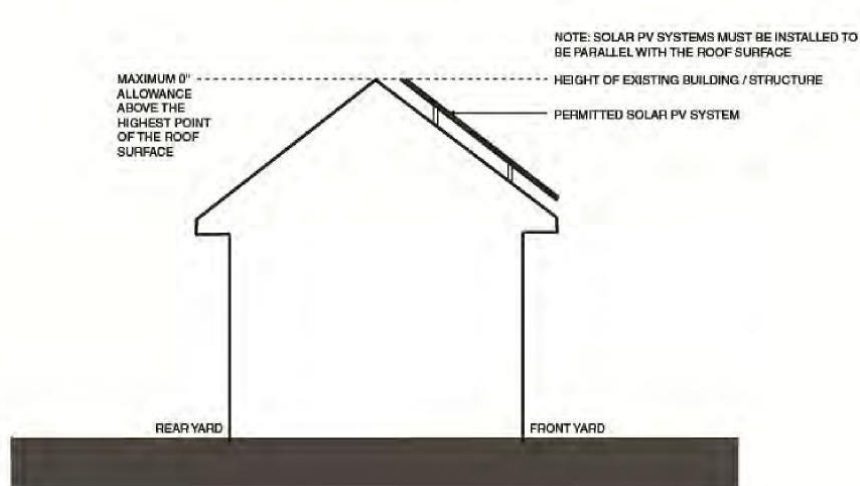 NOTE: SOLAR PV SYSTEMS MUST BE INSTALLED TO
BE PARALLEL WITH THE ROOF SURFACE
MAXIMUM 0"
ALLOWANCE
ABOVE THE
HIGHEST POINT
OF THE ROOF
SURFACE
HEIGHT OF EXISTING BUILDING / STRUCTURE
PERMITTED SOLAR PV SYSTEM
REAR YARD
FRONT YARD